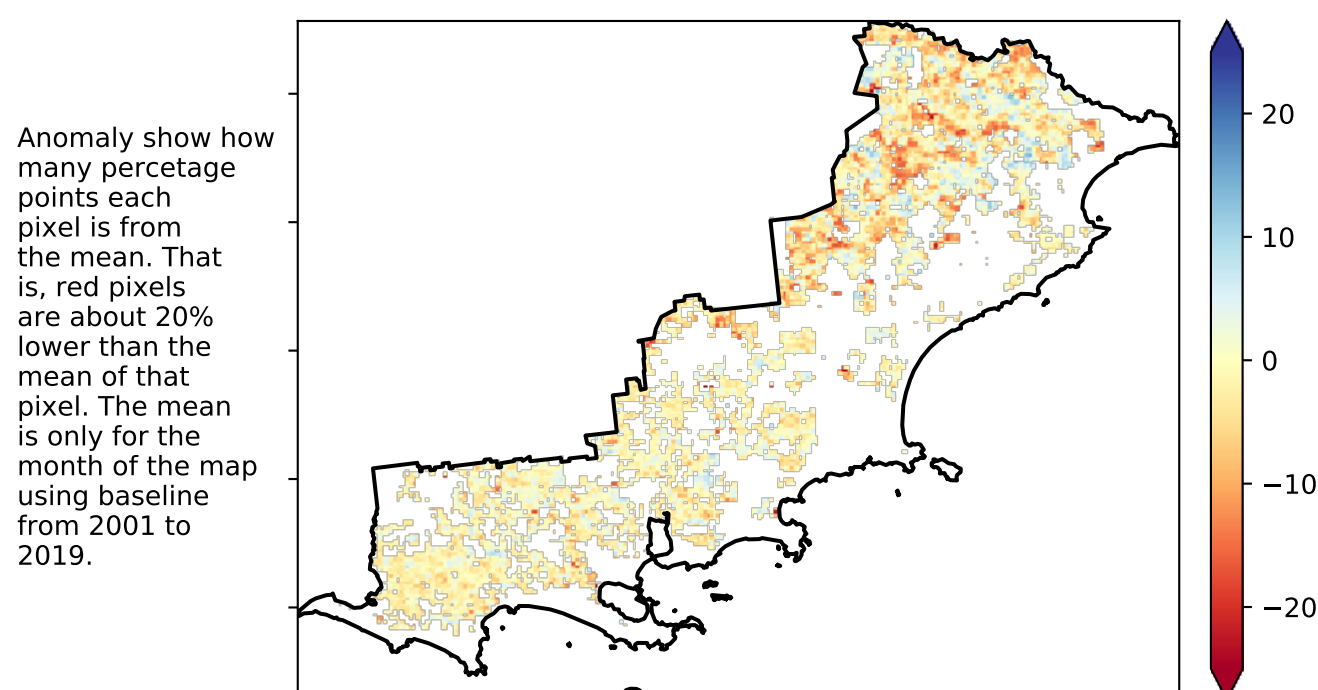 Anomaly show how
many percetage
points each
pixel is from
the mean. That
is, red pixels
are about 20%
lower than the
mean of that
pixel. The mean
is only for the
month of the map
using baseline
from 2001 to
2019.
20
10
0
−10
−20